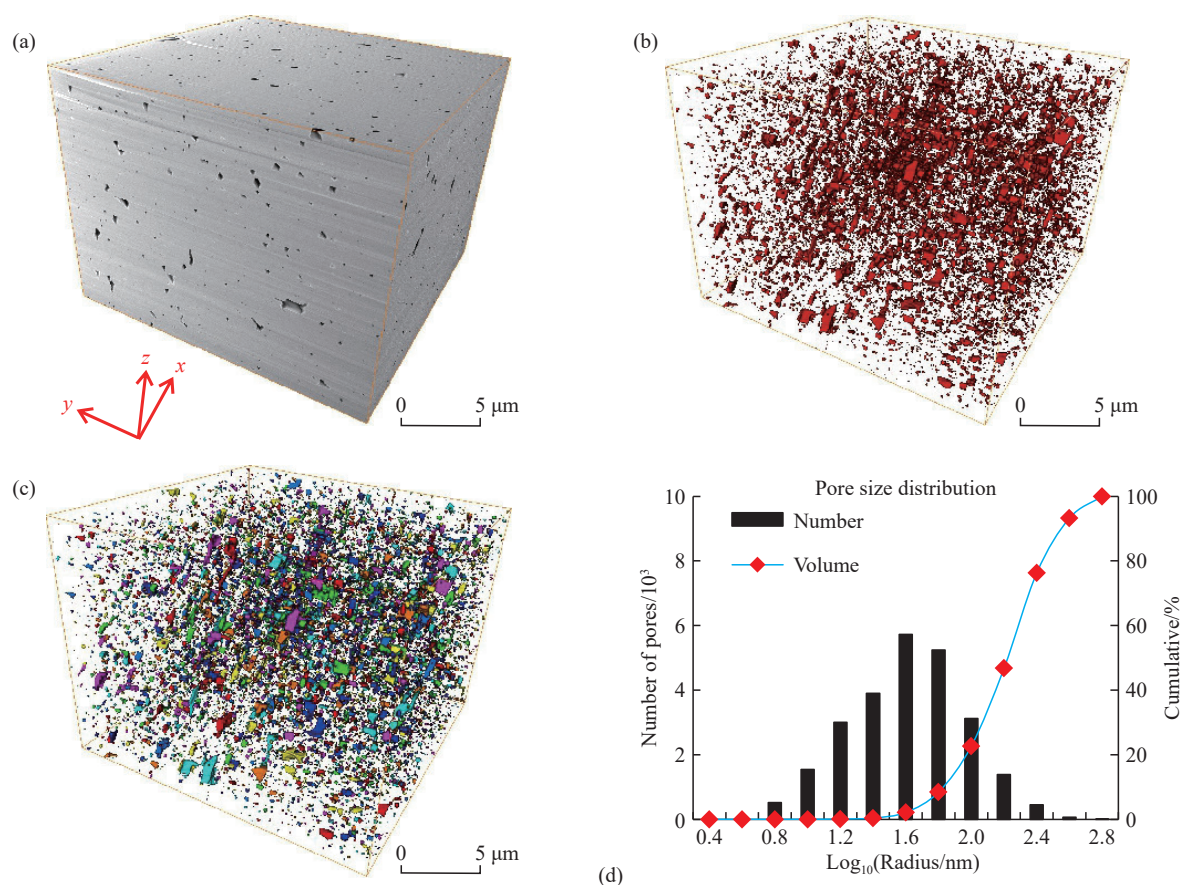 (a)
z
x
y
0 5 μm
(b)
0 5 μm
(c)
0 5 μm
(d)
Pore size distribution
Number
Volume
Number of pores/10³
10
8
6
4
2
0
Cumulative/%
100
80
60
40
20
0
0.4 0.8 1.2 1.6 2.0 2.4 2.8
Log₁₀(Radius/nm)